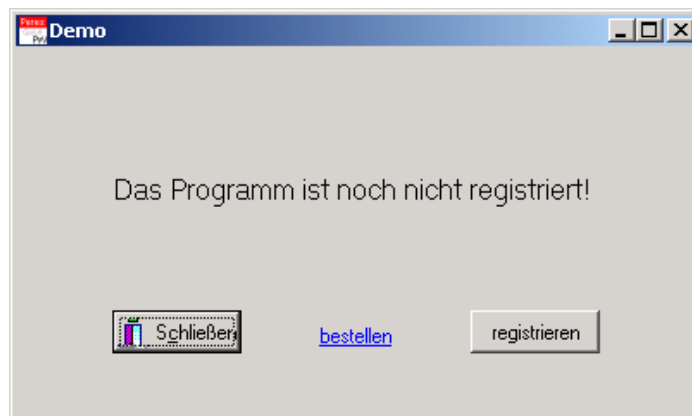 Demo
Das Programm ist noch nicht registriert!
Schließen
bestellen
registrieren